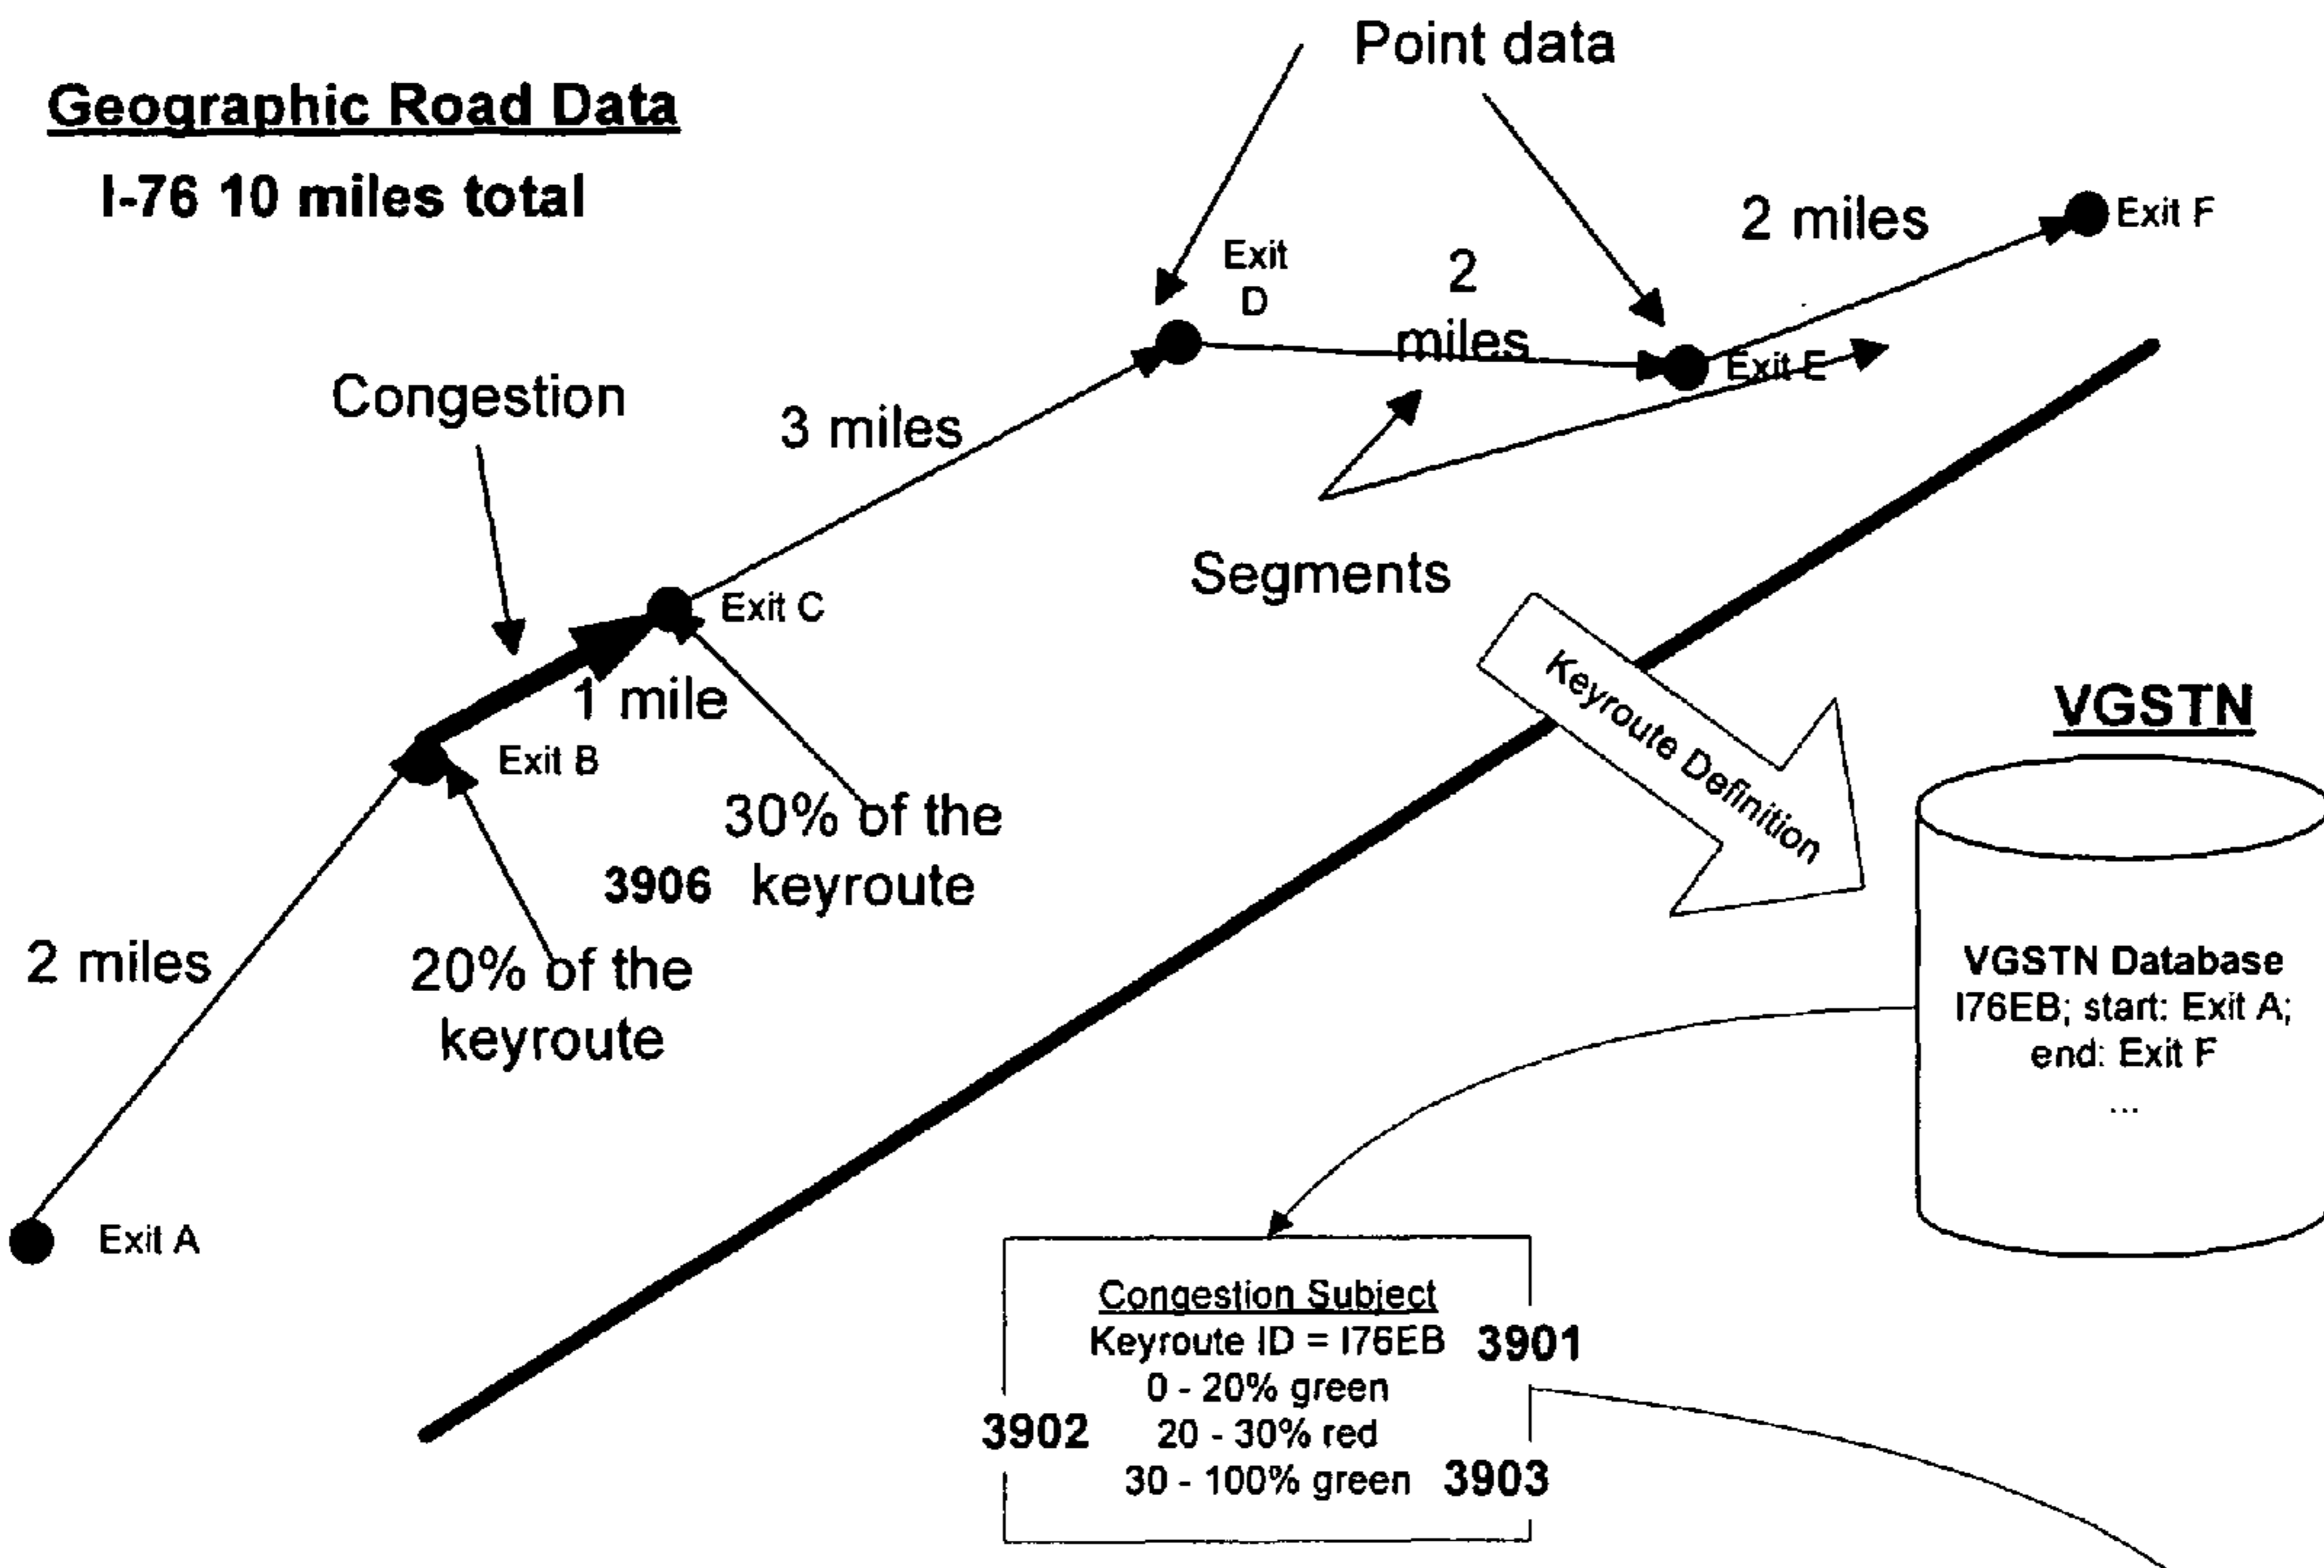 Point data
Geographic Road Data
I-76 10 miles total
2 miles
Exit F
Exit
D
2
miles
Exit E
Congestion
3 miles
Segments
Exit C
1 mile
Exit B
Keyroute Definition
VGSTN
30% of the
3906 keyroute
2 miles
20% of the
keyroute
VGSTN Database
I76EB; start: Exit A;
end: Exit F
...
Exit A
Congestion Subject
Keyroute ID = I76EB 3901
0 - 20% green
3902 20 - 30% red
30 - 100% green 3903